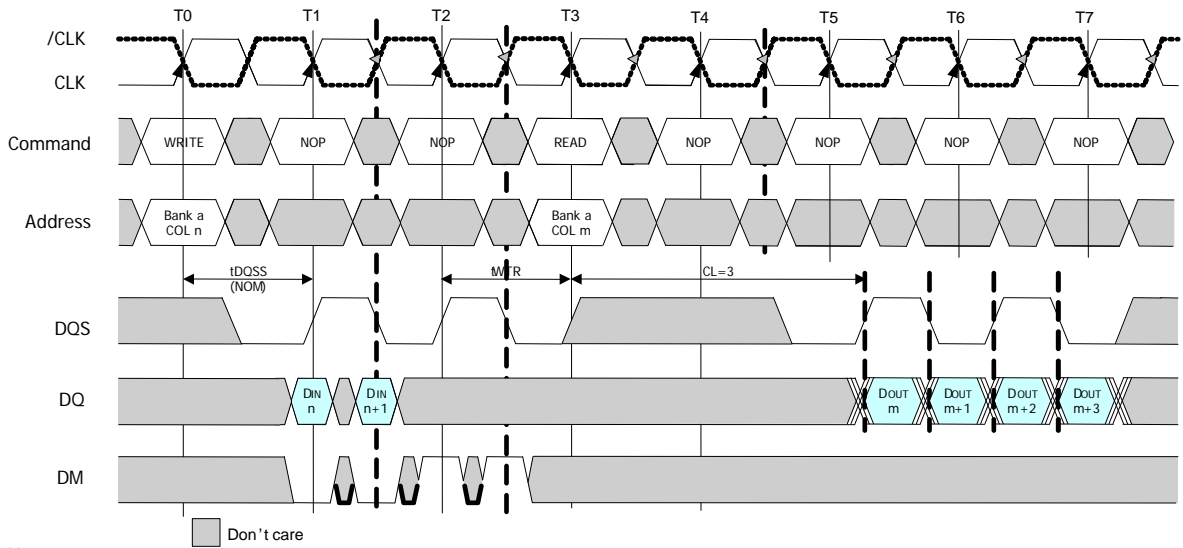 T0 T1 T2 T3 T4 T5 T6 T7
/CLK
CLK
Command WRITE NOP NOP READ NOP NOP NOP NOP
Address Bank a COL n Bank a COL m
tDQSS
(NOM)
tWTR
CL=3
DQS
DQ DIN n DIN n+1 DOUT m DOUT m+1 DOUT m+2 DOUT m+3
DM
Don't care